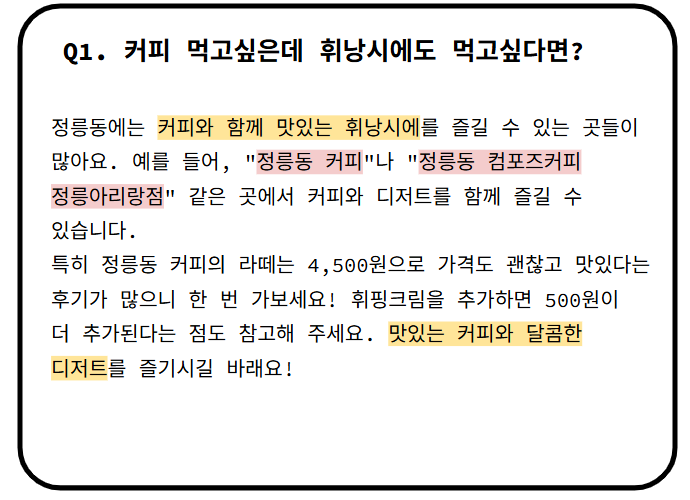 Q1. 커피 먹고싶은데 휘낭시에도 먹고싶다면?
정릉동에는 커피와 함께 맛있는 휘낭시에를 즐길 수 있는 곳들이
많아요. 예를 들어, "정릉동 커피"나 "정릉동 컴포즈커피
정릉아리랑점" 같은 곳에서 커피와 디저트를 함께 즐길 수
있습니다.
특히 정릉동 커피의 라떼는 4,500원으로 가격도 괜찮고 맛있다는
후기가 많으니 한 번 가보세요! 휘핑크림을 추가하면 500원이
더 추가된다는 점도 참고해 주세요. 맛있는 커피와 달콤한
디저트를 즐기시길 바래요!